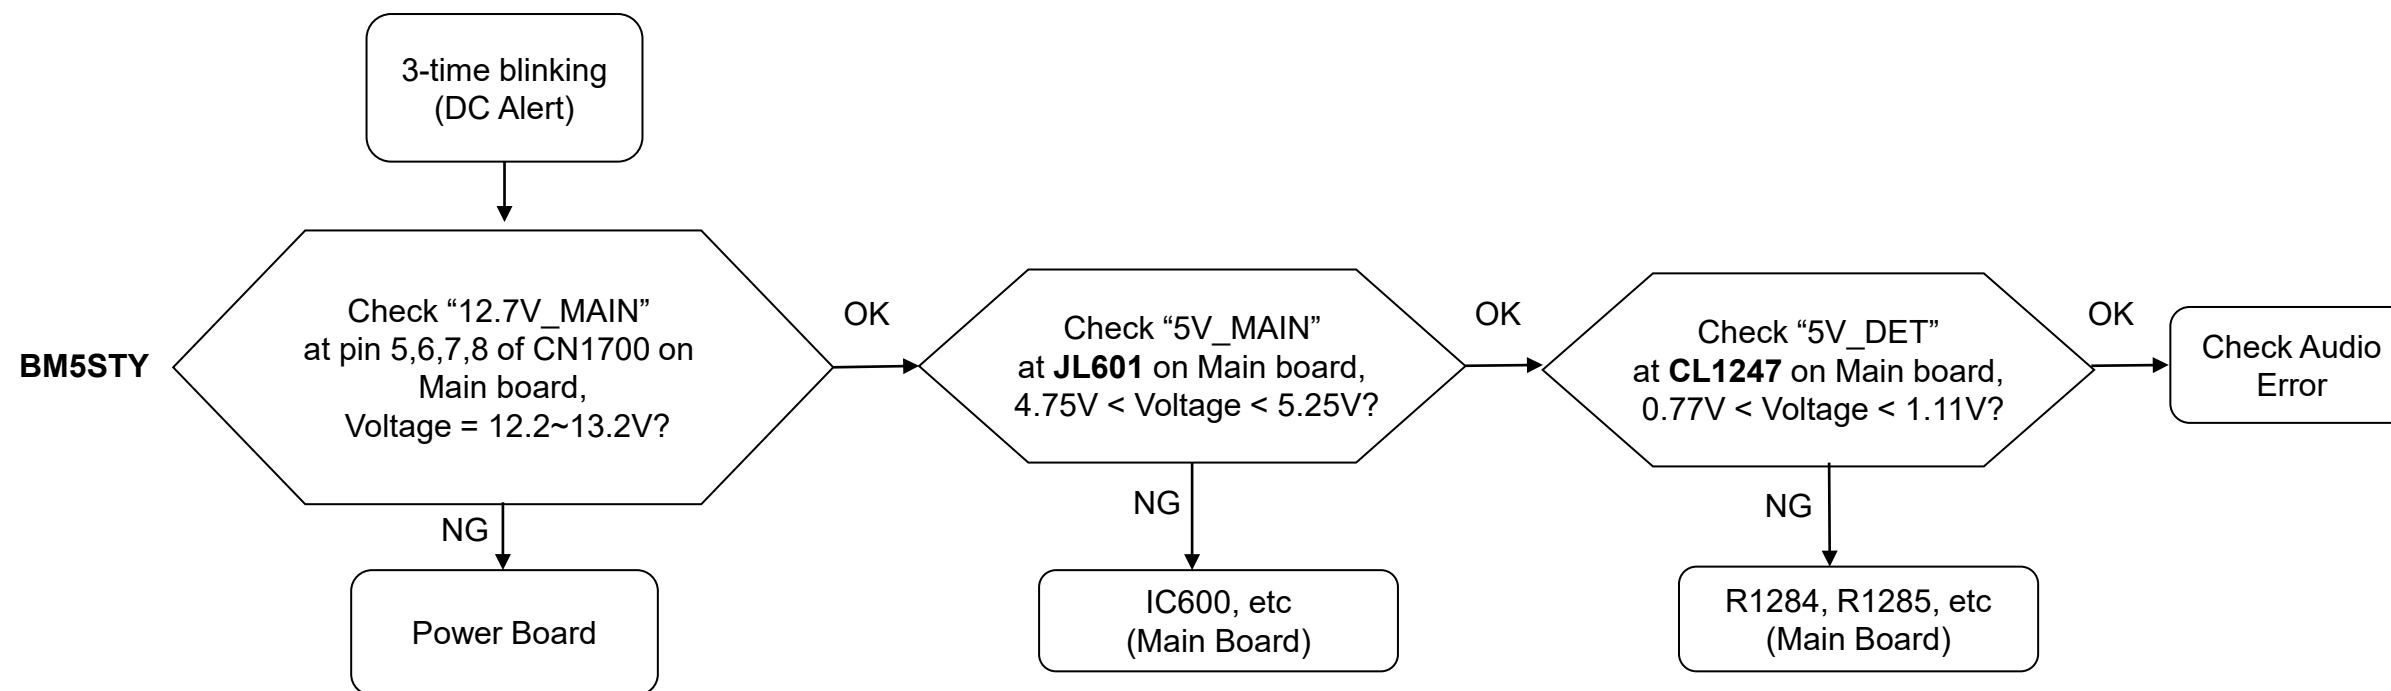 3-time blinking
(DC Alert)
BM5STY
Check “12.7V_MAIN”
at pin 5,6,7,8 of CN1700 on
Main board,
Voltage = 12.2~13.2V?
OK
NG
Power Board
Check “5V_MAIN”
at JL601 on Main board,
4.75V < Voltage < 5.25V?
OK
NG
IC600, etc
(Main Board)
Check “5V_DET”
at CL1247 on Main board,
0.77V < Voltage < 1.11V?
OK
NG
R1284, R1285, etc
(Main Board)
Check Audio
Error